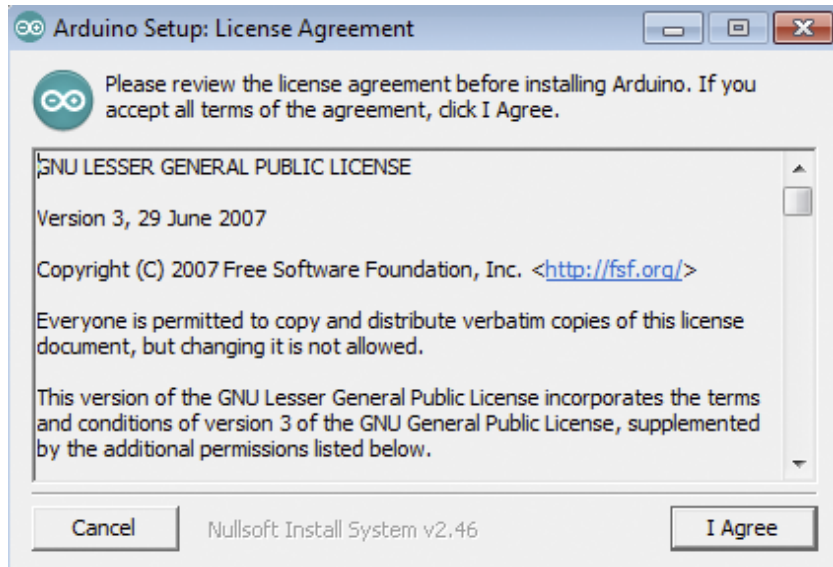 Arduino Setup: License Agreement
Please review the license agreement before installing Arduino. If you
accept all terms of the agreement, click I Agree.
GNU LESSER GENERAL PUBLIC LICENSE
Version 3, 29 June 2007
Copyright (C) 2007 Free Software Foundation, Inc. <http://fsf.org/>
Everyone is permitted to copy and distribute verbatim copies of this license
document, but changing it is not allowed.
This version of the GNU Lesser General Public License incorporates the terms
and conditions of version 3 of the GNU General Public License, supplemented
by the additional permissions listed below.
Cancel
Nullsoft Install System v2.46
I Agree